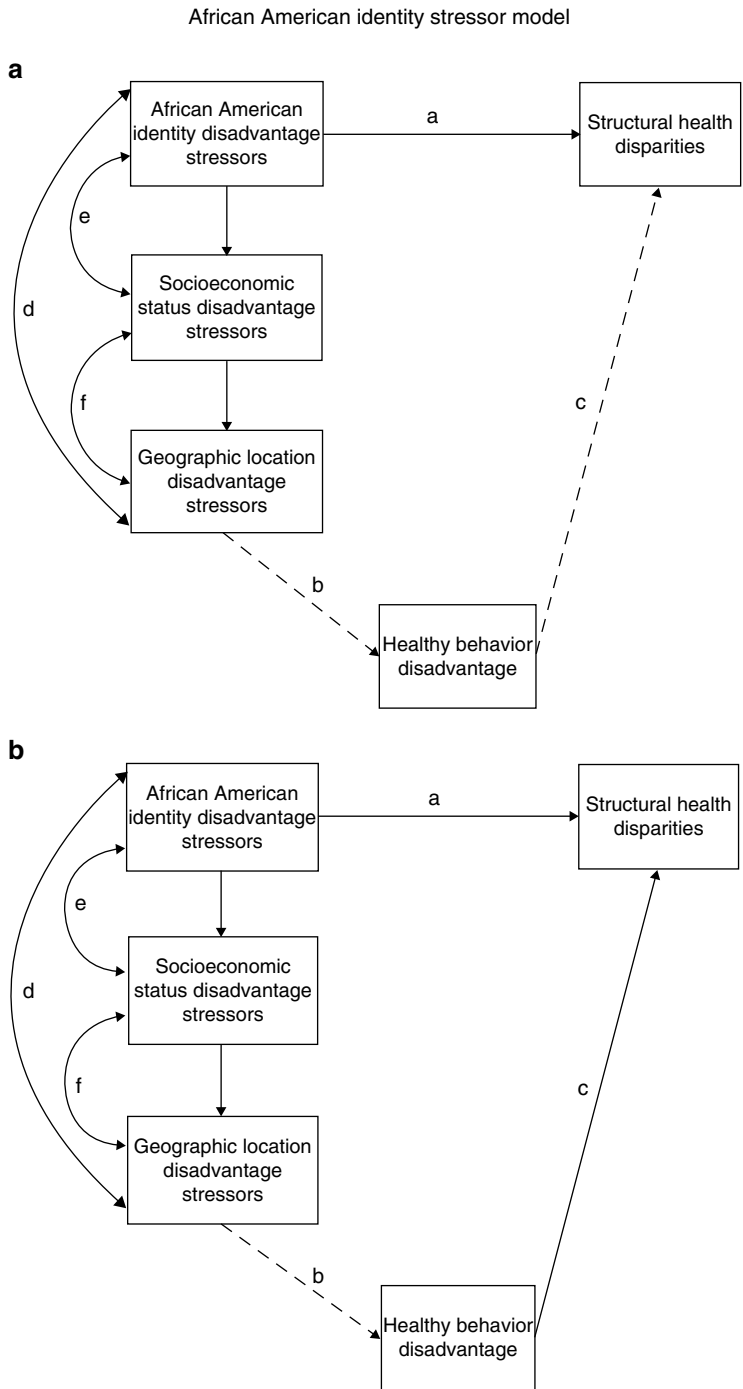 African American identity stressor model
a
African American
identity disadvantage
stressors
a
Structural health
disparities
e
Socioeconomic
status disadvantage
stressors
d
f
c
Geographic location
disadvantage
stressors
b
Healthy behavior
disadvantage
b
African American
identity disadvantage
stressors
a
Structural health
disparities
e
Socioeconomic
status disadvantage
stressors
d
f
c
Geographic location
disadvantage
stressors
b
Healthy behavior
disadvantage